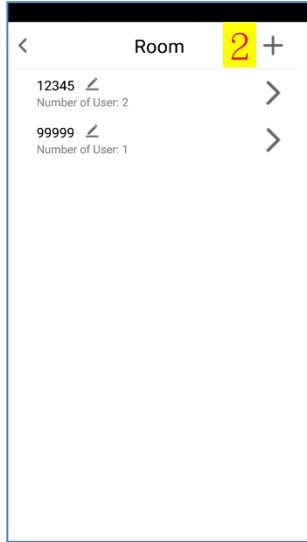 Room 2
12345
Number of User: 2
99999
Number of User: 1